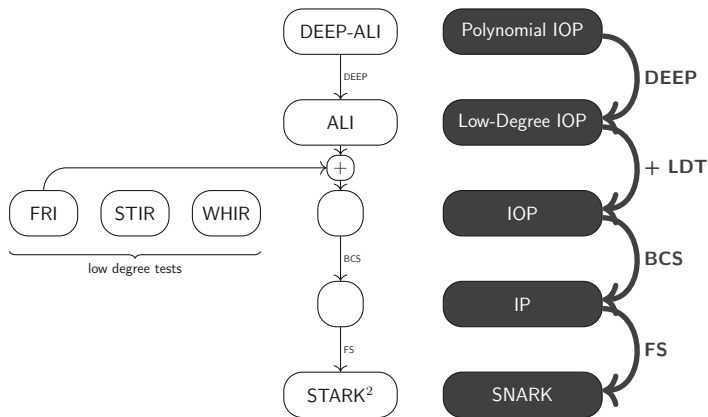 DEEP-ALI
Polynomial IOP
DEEP
DEEP
ALI
Low-Degree IOP
+
+ LDT
FRI
STIR
WHIR
IOP
low degree tests
BCS
BCS
IP
FS
FS
STARK²
SNARK